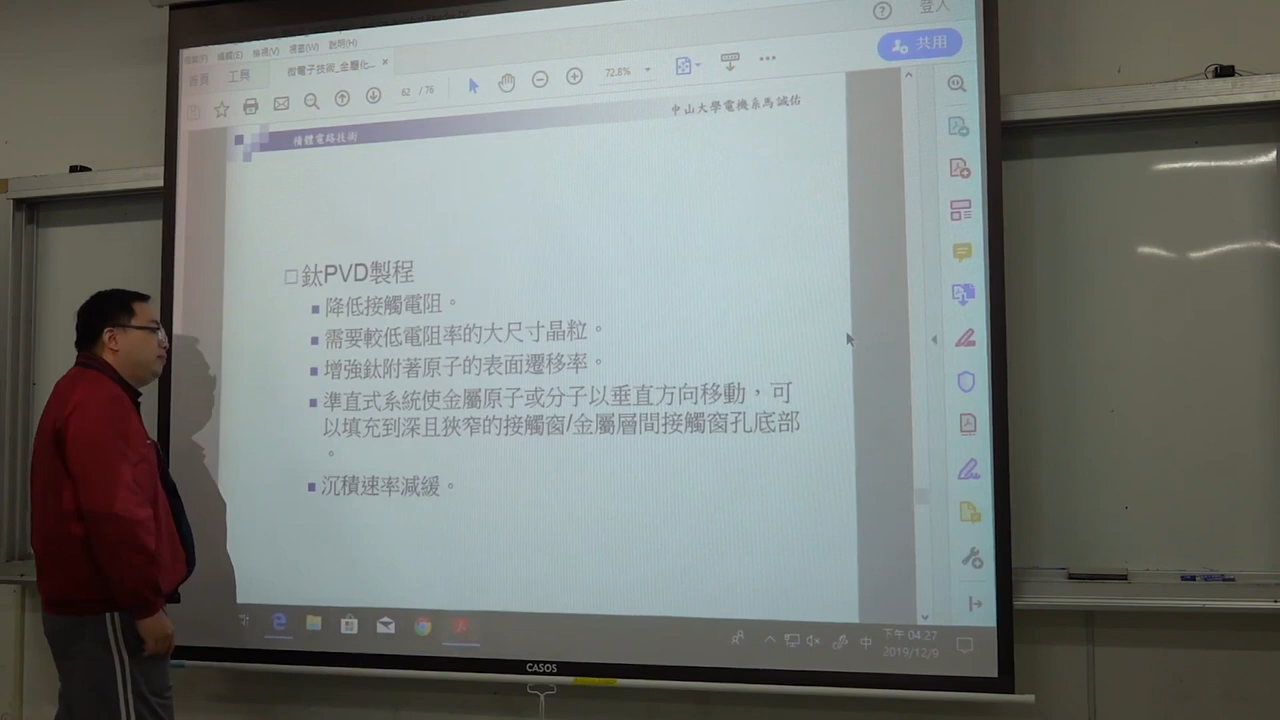 登入
檔案(F) 編輯(E) 檢視(V) 視窗(W) 說明(H)
首頁 工具 微電子技術_金屬化... ×
62 / 76 72.8% 共用
積體電路技術 中山大學電機系馬誠佑
鈦PVD製程
降低接觸電阻。
需要較低電阻率的大尺寸晶粒。
增強鈦附著原子的表面遷移率。
準直式系統使金屬原子或分子以垂直方向移動，可
以填充到深且狹窄的接觸窗/金屬層間接觸窗孔底部
。
沉積速率減緩。
中 下午 04:27
2019/12/9
CASOS